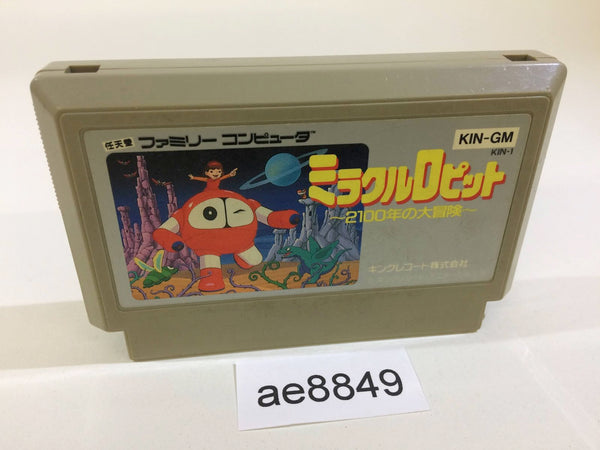 任天堂 ファミリー コンピュータ™
KIN-GM
KIN-1
ミラクルロピット
〜2100年の大冒険〜
キングレコード株式会社
ae8849